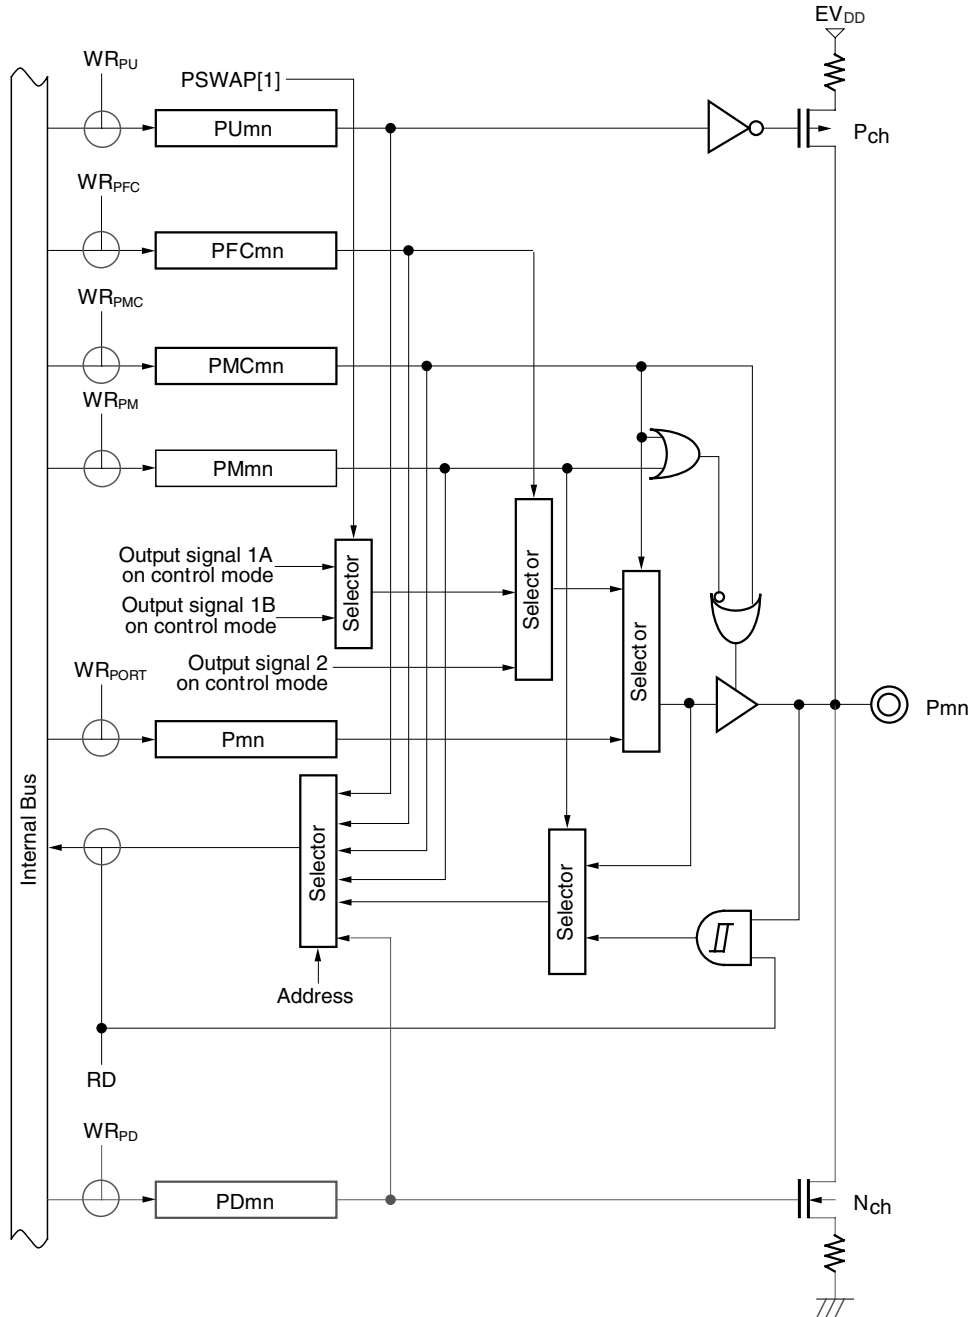 EVDD
WRPU
PSWAP[1]
PUmn
Pch
WRPFC
PFCmn
WRPMC
PMCmn
WRPM
PMmn
Output signal 1A
on control mode
Output signal 1B
on control mode
Selector
Selector
Selector
Output signal 2
on control mode
WRPORT
Pmn
Pmn
Internal Bus
Selector
Selector
Address
RD
WRPD
PDmn
Nch